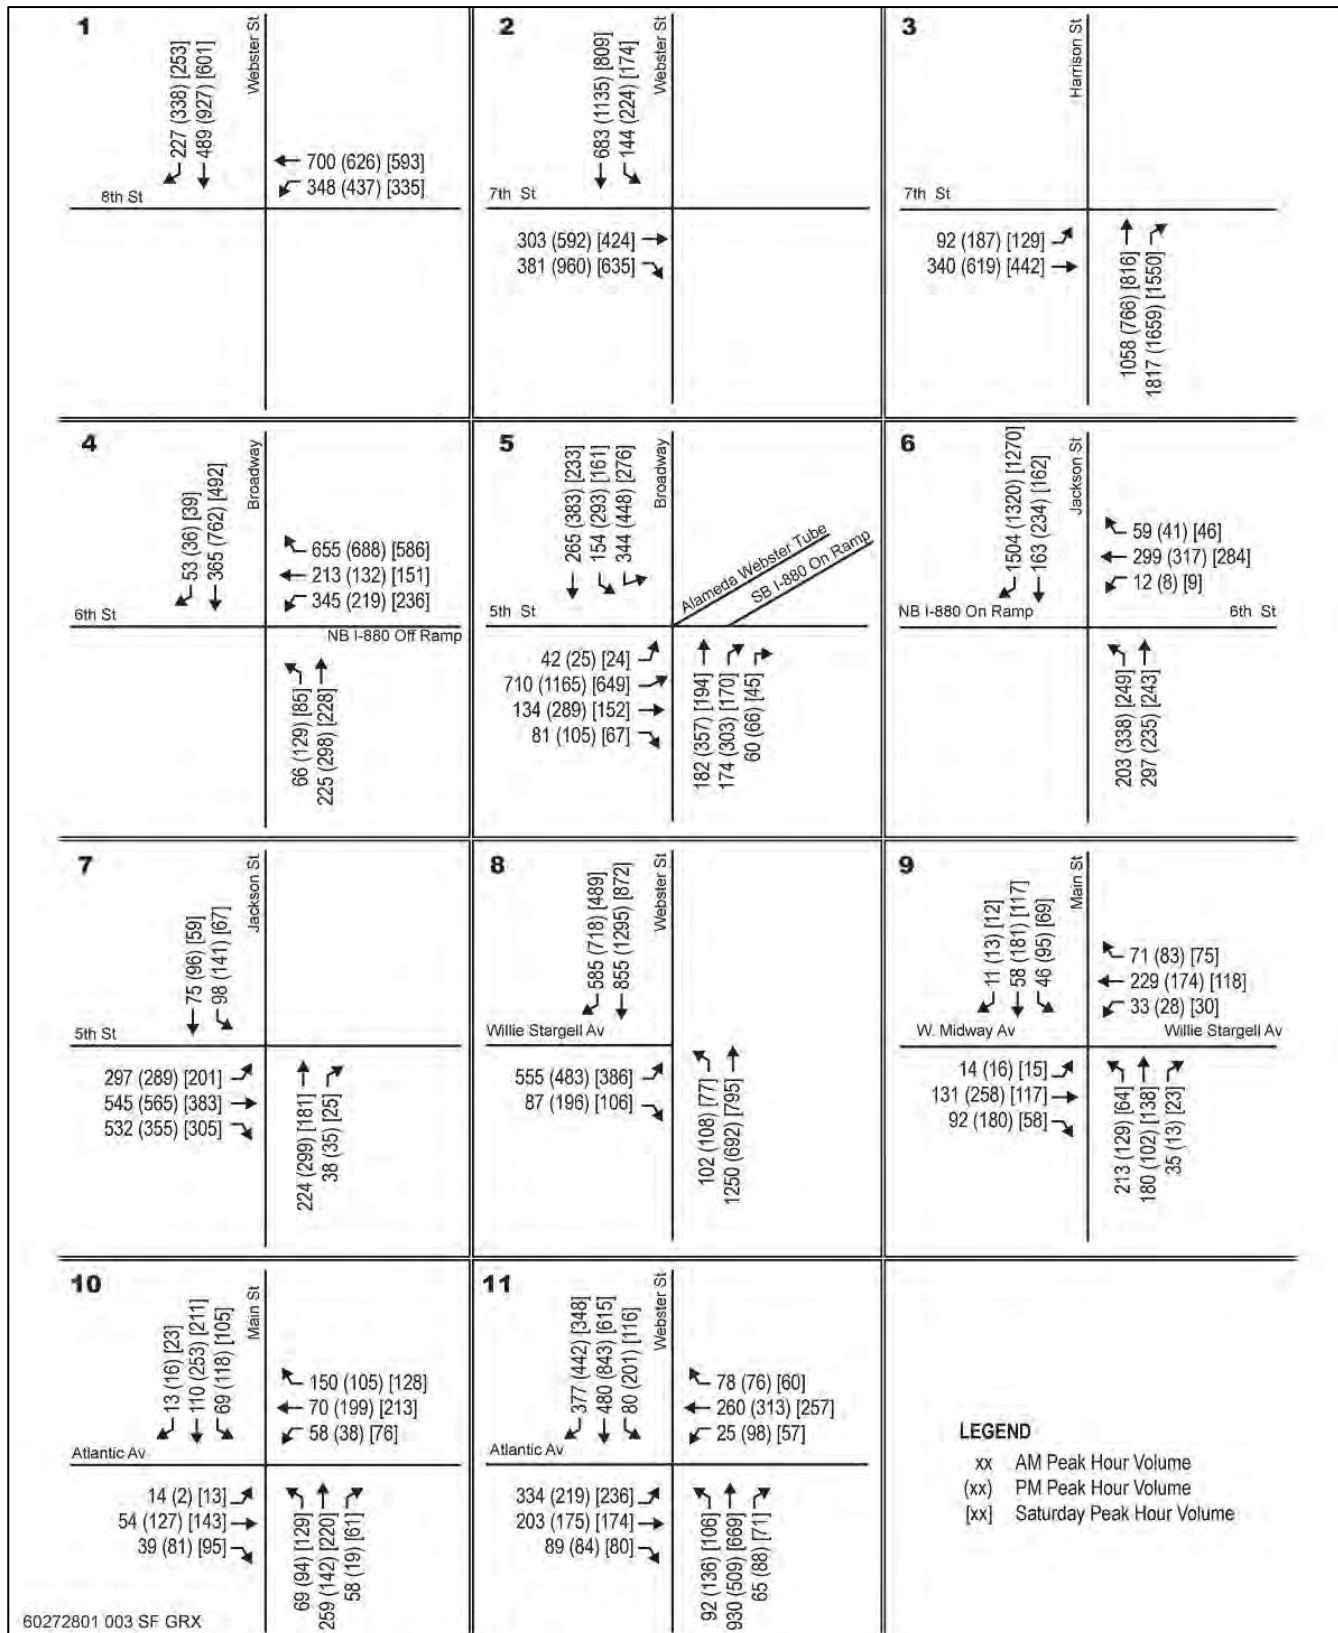 1
Webster St
227 (338) [253]
489 (927) [601]
700 (626) [593]
348 (437) [335]
8th St
2
Webster St
683 (1135) [809]
144 (224) [174]
7th St
303 (592) [424]
381 (960) [635]
3
Harrison St
7th St
92 (187) [129]
340 (619) [442]
1058 (766) [816]
1817 (1659) [1550]
4
Broadway
53 (36) [39]
365 (762) [492]
655 (688) [586]
213 (132) [151]
345 (219) [236]
6th St
NB I-880 Off Ramp
66 (129) [85]
225 (298) [228]
5
Broadway
265 (383) [233]
154 (293) [161]
344 (448) [276]
Alameda Webster Tube
SB I-880 On Ramp
5th St
42 (25) [24]
710 (1165) [649]
134 (289) [152]
81 (105) [67]
182 (357) [194]
174 (303) [170]
60 (66) [45]
6
Jackson St
1504 (1320) [1270]
163 (234) [162]
59 (41) [46]
299 (317) [284]
12 (8) [9]
NB I-880 On Ramp
6th St
203 (338) [249]
297 (235) [243]
7
Jackson St
75 (96) [59]
98 (141) [67]
5th St
297 (289) [201]
545 (565) [383]
532 (355) [305]
224 (299) [181]
38 (35) [25]
8
Webster St
585 (718) [489]
855 (1295) [872]
Willie Stargell Av
555 (483) [386]
87 (196) [106]
102 (108) [77]
1250 (692) [795]
9
Main St
11 (13) [12]
58 (181) [117]
46 (95) [69]
71 (83) [75]
229 (174) [118]
33 (28) [30]
W. Midway Av
Willie Stargell Av
14 (16) [15]
131 (258) [117]
92 (180) [58]
213 (129) [64]
180 (102) [138]
35 (13) [23]
10
Main St
13 (16) [23]
110 (253) [211]
69 (118) [105]
150 (105) [128]
70 (199) [213]
58 (38) [76]
Atlantic Av
14 (2) [13]
54 (127) [143]
39 (81) [95]
69 (94) [129]
259 (142) [220]
58 (19) [61]
11
Webster St
377 (442) [348]
480 (843) [615]
80 (201) [116]
78 (76) [60]
260 (313) [257]
25 (98) [57]
Atlantic Av
334 (219) [236]
203 (175) [174]
89 (84) [80]
92 (136) [106]
930 (509) [669]
65 (88) [71]
LEGEND
xx AM Peak Hour Volume
(xx) PM Peak Hour Volume
[xx] Saturday Peak Hour Volume
60272801 003 SF GRX